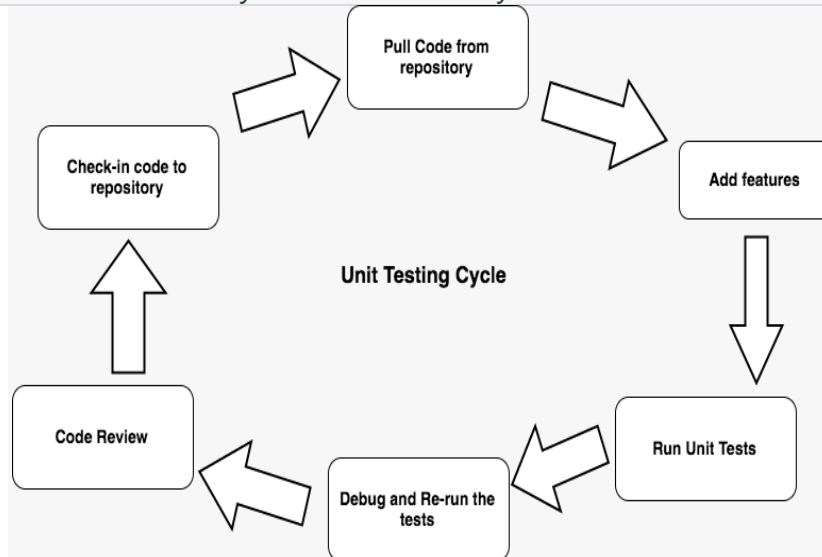 Pull Code from
repository
Add features
Run Unit Tests
Debug and Re-run the
tests
Code Review
Check-in code to
repository
Unit Testing Cycle